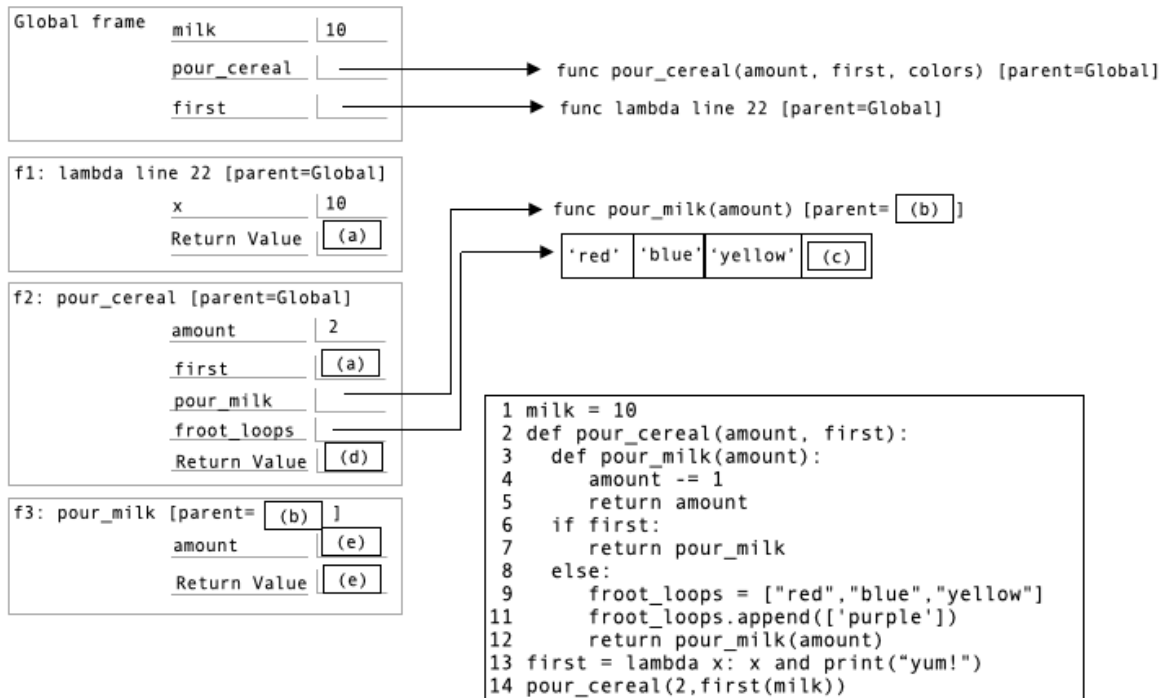 Global frame
milk 10
pour_cereal
func pour_cereal(amount, first, colors) [parent=Global]
first
func lambda line 22 [parent=Global]
f1: lambda line 22 [parent=Global]
x 10
Return Value (a)
func pour_milk(amount) [parent= (b) ]
‘red’ ‘blue’ ‘yellow’ (c)
f2: pour_cereal [parent=Global]
amount 2
first (a)
pour_milk
froot_loops
Return Value (d)
f3: pour_milk [parent= (b) ]
amount (e)
Return Value (e)
1 milk = 10
2 def pour_cereal(amount, first):
3 def pour_milk(amount):
4 amount -= 1
5 return amount
6 if first:
7 return pour_milk
8 else:
9 froot_loops = ["red","blue","yellow"]
11 froot_loops.append(['purple'])
12 return pour_milk(amount)
13 first = lambda x: x and print(“yum!”)
14 pour_cereal(2,first(milk))